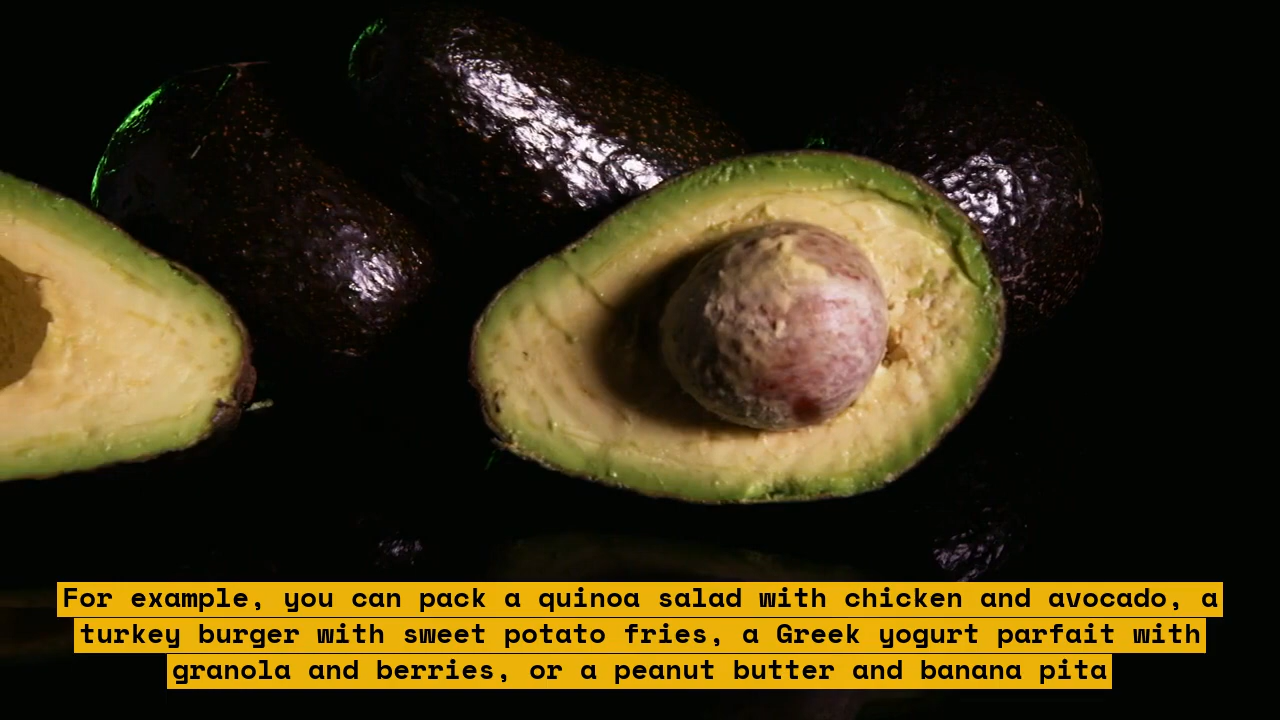 For example, you can pack a quinoa salad with chicken and avocado, a
turkey burger with sweet potato fries, a Greek yogurt parfait with
granola and berries, or a peanut butter and banana pita